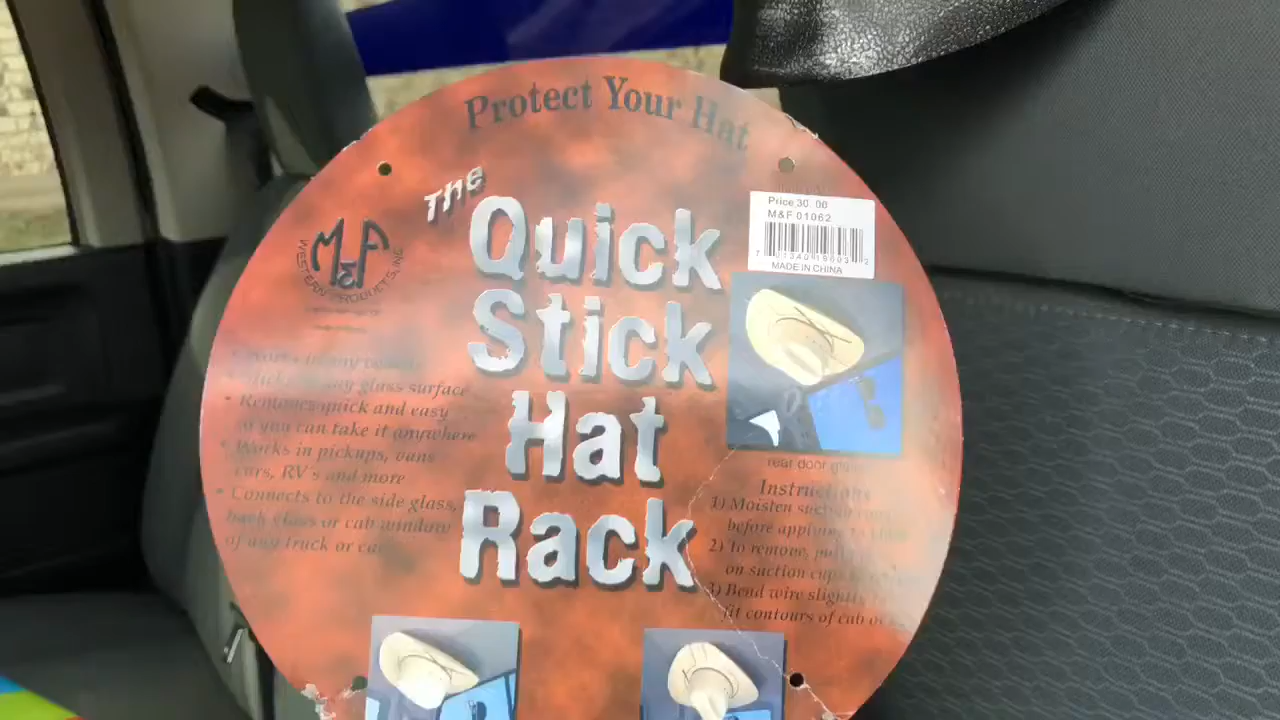 Protect Your Hat
The
Quick
Stick
Hat
Rack
M&F
WESTERN PRODUCTS, INC
Price 30.00
M&F 01062
MADE IN CHINA
any glass surface
• Removes quick and easy
so you can take it anywhere
• Works in pickups, vans
cars, RV's and more
• Connects to the side glass,
back glass or cab window
of any truck or car
rear door
Instructions
1) Moisten suction
before applying to
2) To remove, pull
on suction cups
3) Bend wire slightly to
fit contours of cab or